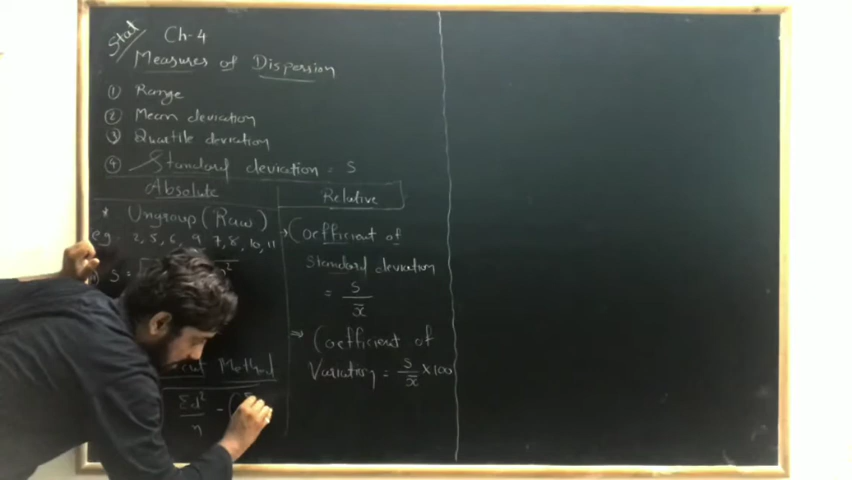 Stat Ch-4
Measures of Dispersion
① Range
② Mean deviation
③ Quartile deviation
④ Standard deviation = S
Absolute
* Ungroup (Raw)
eg 2, 5, 6, 9, 7, 8, 10, 11
S = √
Method
Σd²/n - (
Relative
→ Coefficient of
Standard deviation
= S/x̄
⇒ Coefficient of
Variation = S/x̄ × 100